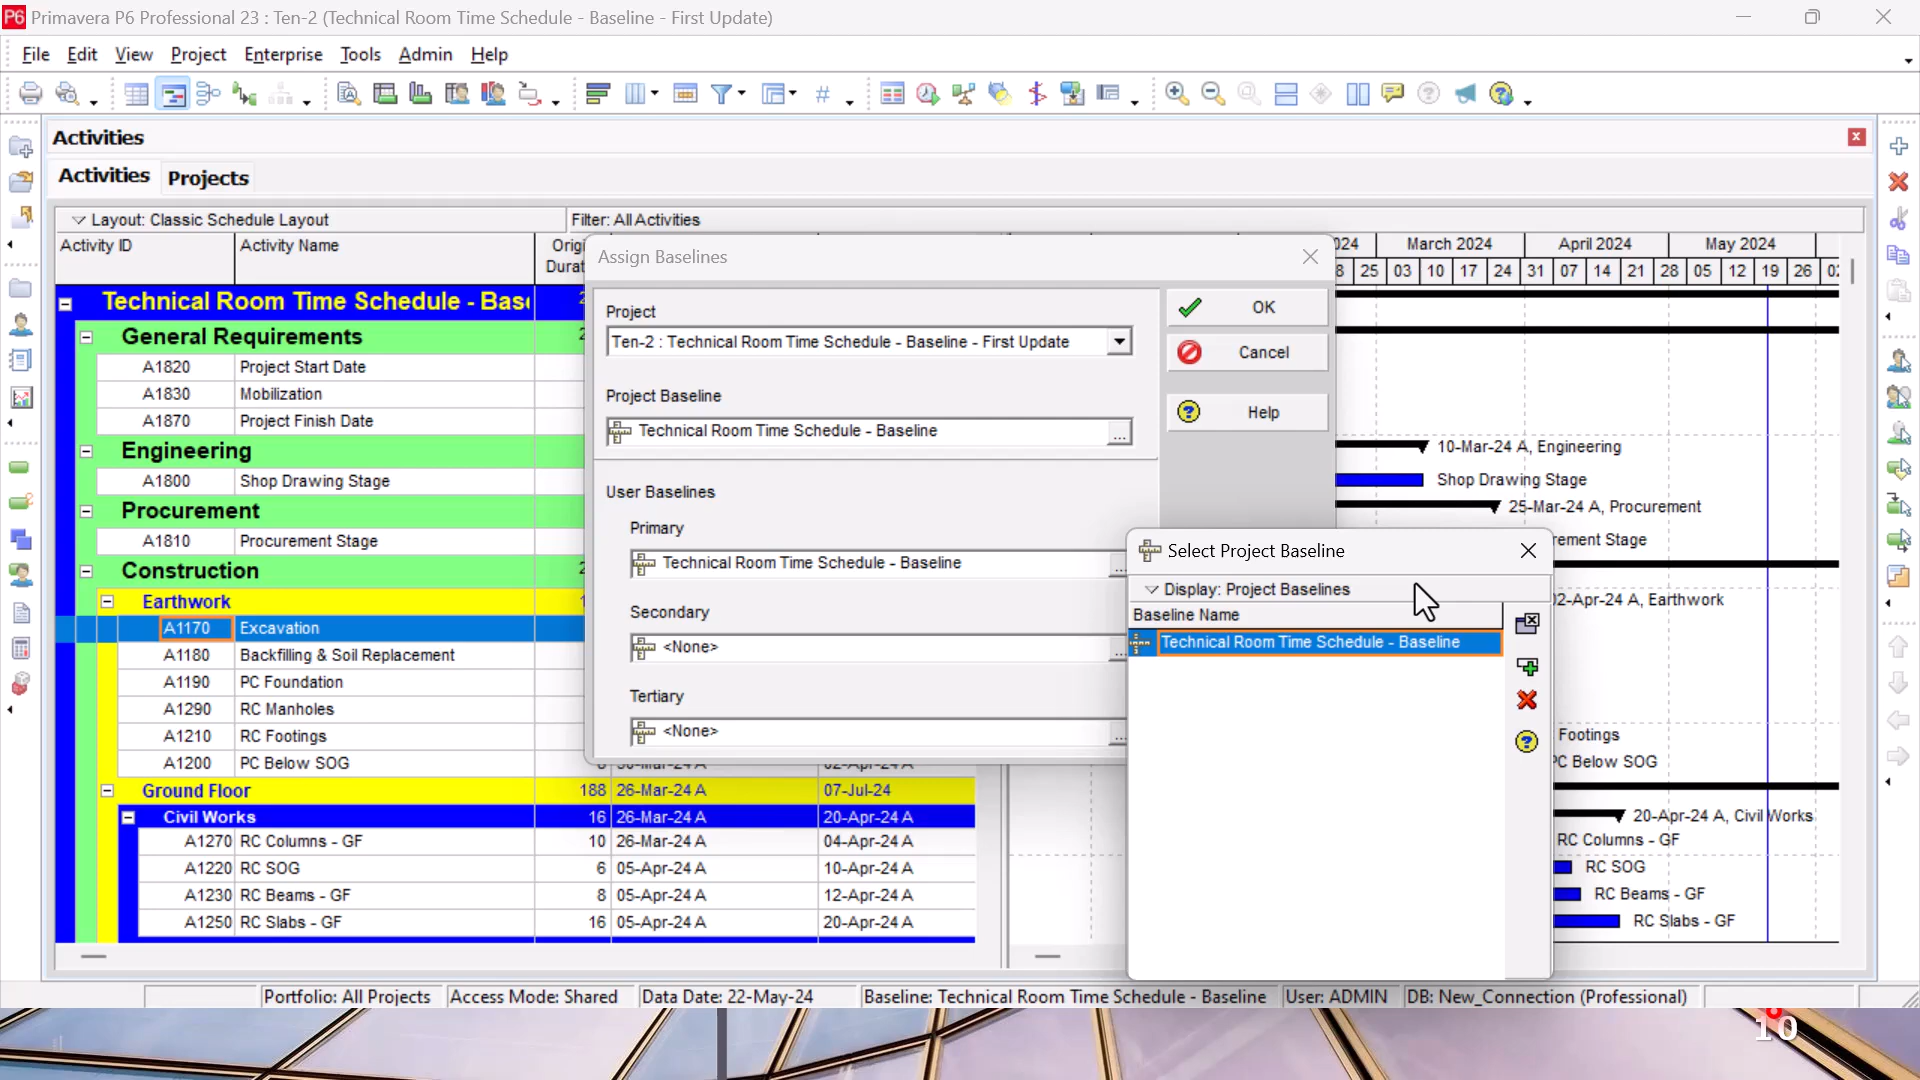 P6 Primavera P6 Professional 23 : Ten-2 (Technical Room Time Schedule - Baseline - First Update)
File Edit View Project Enterprise Tools Admin Help
Activities
Activities Projects
Layout: Classic Schedule Layout Filter: All Activities
Activity ID Activity Name
March 2024 April 2024 May 2024
25 03 10 17 24 31 07 14 21 28 05 12 19 26
Assign Baselines
Project
Ten-2 : Technical Room Time Schedule - Baseline - First Update
Project Baseline
Technical Room Time Schedule - Baseline
...
User Baselines
Primary
Technical Room Time Schedule - Baseline
Secondary
<None>
Tertiary
<None>
OK
Cancel
Help
Select Project Baseline
Display: Project Baselines
Baseline Name
Technical Room Time Schedule - Baseline
Technical Room Time Schedule -
General Requirements
A1820 Project Start Date
A1830 Mobilization
A1870 Project Finish Date
Engineering
A1800 Shop Drawing Stage
Procurement
A1810 Procurement Stage
Construction
Earthwork
A1170 Excavation
A1180 Backfilling & Soil Replacement
A1190 PC Foundation
A1290 RC Manholes
A1210 RC Footings
A1200 PC Below SOG
Ground Floor 188 26-Mar-24 A 07-Jul-24
Civil Works 16 26-Mar-24 A 20-Apr-24 A
A1270 RC Columns - GF 10 26-Mar-24 A 04-Apr-24 A
A1220 RC SOG 6 05-Apr-24 A 10-Apr-24 A
A1230 RC Beams - GF 8 05-Apr-24 A 12-Apr-24 A
A1250 RC Slabs - GF 16 05-Apr-24 A 20-Apr-24 A
10-Mar-24 A, Engineering
Shop Drawing Stage
25-Mar-24 A, Procurement
Stage
Earthwork
Footings
PC Below SOG
20-Apr-24 A, Civil Works
RC Columns - GF
RC SOG
RC Beams - GF
RC Slabs - GF
Portfolio: All Projects Access Mode: Shared Data Date: 22-May-24 Baseline: Technical Room Time Schedule - Baseline User: ADMIN DB: New_Connection (Professional)
10